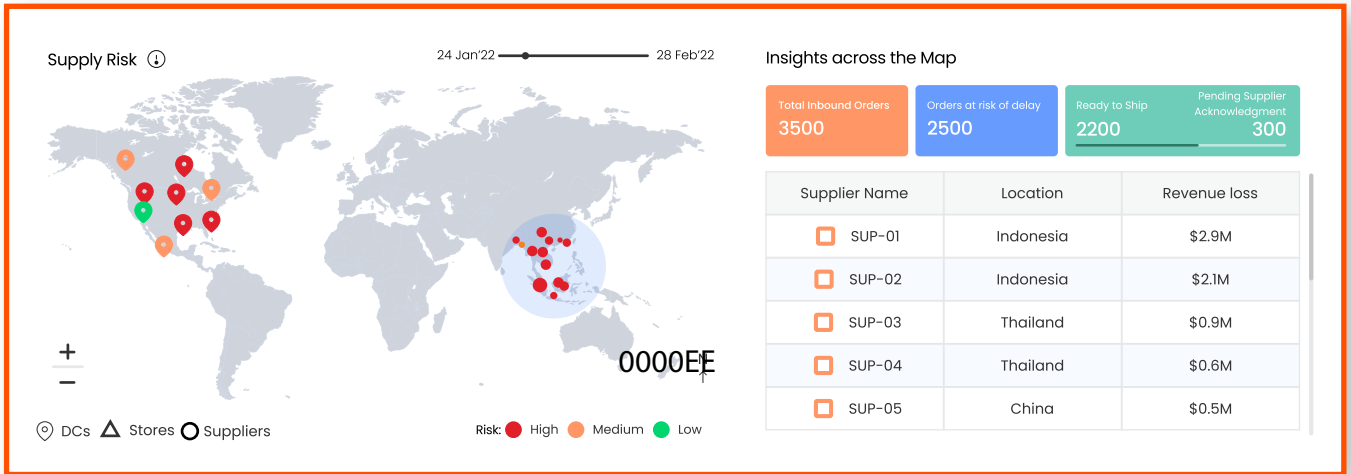 Supply Risk
24 Jan'22 28 Feb'22
0000EE
DCs Stores Suppliers
Risk: High Medium Low
Insights across the Map
Total Inbound Orders
3500
Orders at risk of delay
2500
Ready to Ship
2200
Pending Supplier
Acknowledgment
300
Supplier Name Location Revenue loss
SUP-01 Indonesia $2.9M
SUP-02 Indonesia $2.1M
SUP-03 Thailand $0.9M
SUP-04 Thailand $0.6M
SUP-05 China $0.5M